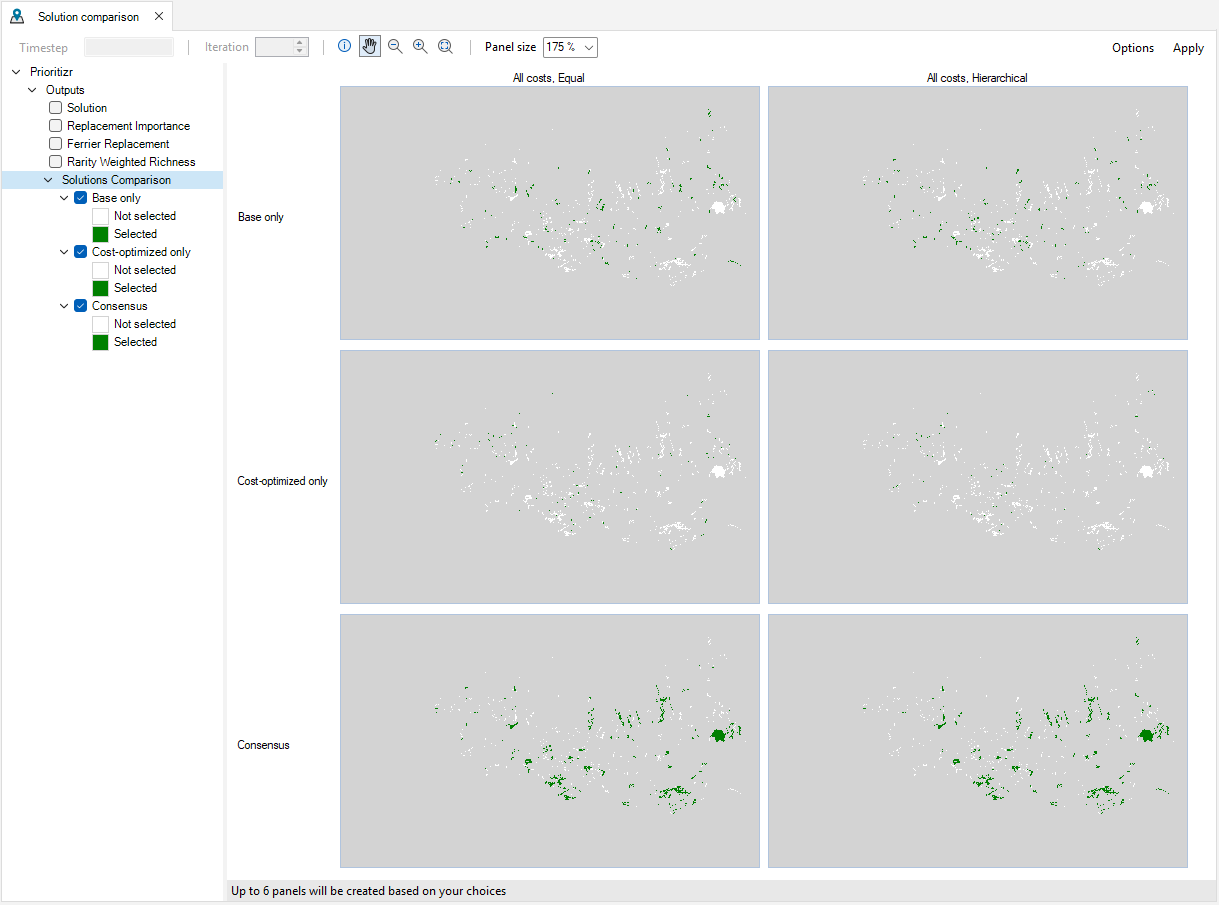 Solution comparison
Timestep
Iteration
Panel size
175 %
Options
Apply
Prioritizr
Outputs
Solution
Replacement Importance
Ferrier Replacement
Rarity Weighted Richness
Solutions Comparison
Base only
Not selected
Selected
Cost-optimized only
Not selected
Selected
Consensus
Not selected
Selected
All costs, Equal
All costs, Hierarchical
Base only
Cost-optimized only
Consensus
Up to 6 panels will be created based on your choices